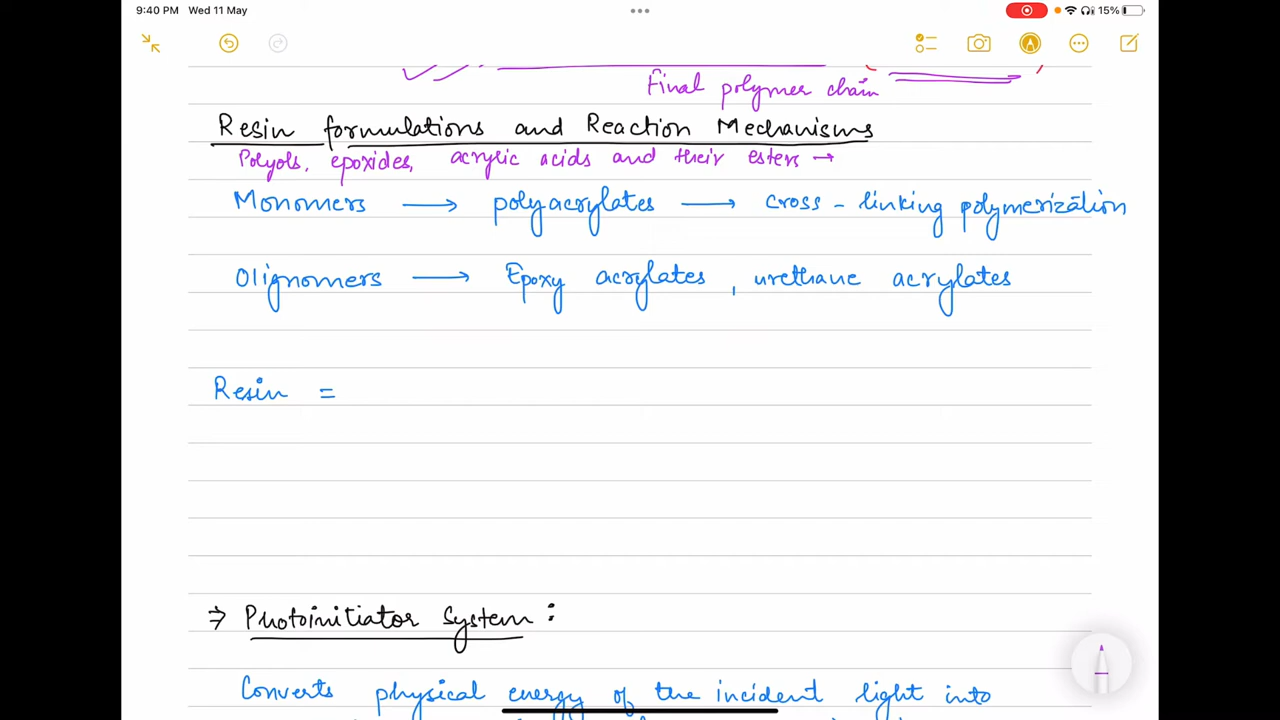 9:40 PM Wed 11 May
15%
Final polymer chain
Resin formulations and Reaction Mechanisms
Polyols, epoxides, acrylic acids and their esters →
Monomers → polyacrylates → cross-linking polymerization
Olignomers → Epoxy acrylates, urethane acrylates
Resin =
⇒ Photoinitiator System:
Converts physical energy of the incident light into